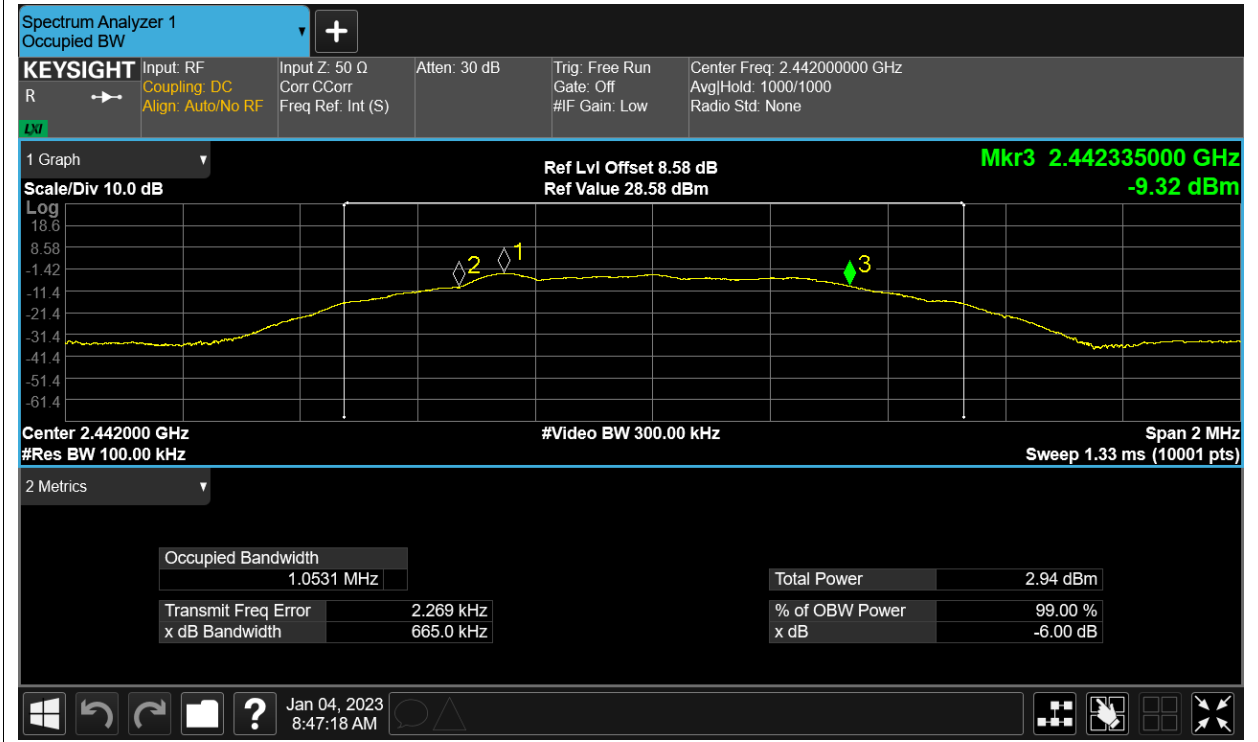 Spectrum Analyzer 1
Occupied BW
KEYSIGHT
R
LXI
Input: RF
Coupling: DC
Align: Auto/No RF
Input Z: 50 Ω
Corr CCorr
Freq Ref: Int (S)
Atten: 30 dB
Trig: Free Run
Gate: Off
#IF Gain: Low
Center Freq: 2.442000000 GHz
Avg|Hold: 1000/1000
Radio Std: None
1 Graph
Scale/Div 10.0 dB
Ref Lvl Offset 8.58 dB
Ref Value 28.58 dBm
Mkr3 2.442335000 GHz
-9.32 dBm
Log
18.6
8.58
-1.42
-11.4
-21.4
-31.4
-41.4
-51.4
-61.4
2
1
3
Center 2.442000 GHz
#Video BW 300.00 kHz
Span 2 MHz
#Res BW 100.00 kHz
Sweep 1.33 ms (10001 pts)
2 Metrics
Occupied Bandwidth
1.0531 MHz
Transmit Freq Error 2.269 kHz
x dB Bandwidth 665.0 kHz
Total Power 2.94 dBm
% of OBW Power 99.00 %
x dB -6.00 dB
?
Jan 04, 2023
8:47:18 AM